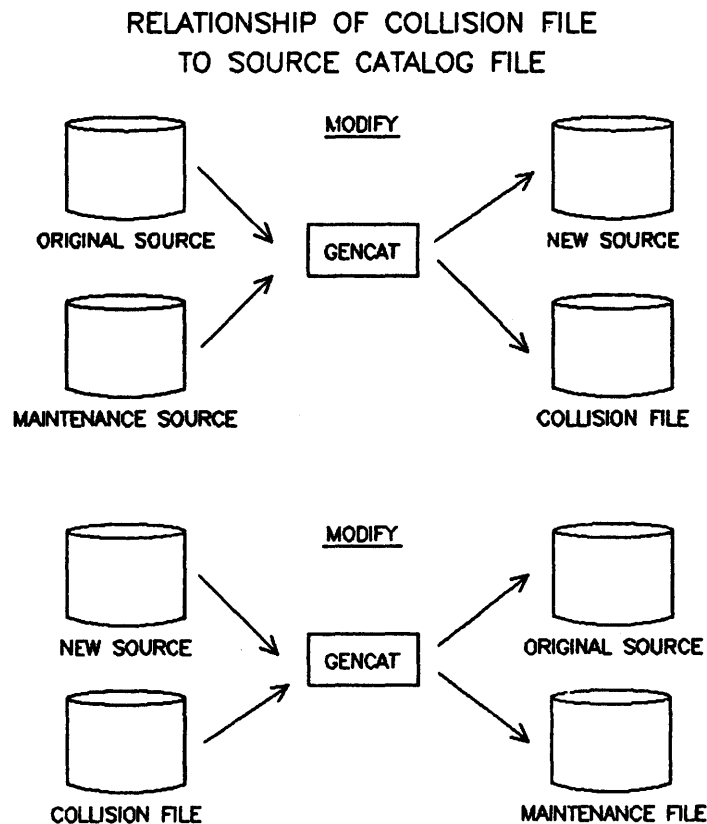 RELATIONSHIP OF COLLISION FILE
TO SOURCE CATALOG FILE
MODIFY
ORIGINAL SOURCE
GENCAT
NEW SOURCE
MAINTENANCE SOURCE
COLLISION FILE
MODIFY
NEW SOURCE
GENCAT
ORIGINAL SOURCE
COLLISION FILE
MAINTENANCE FILE